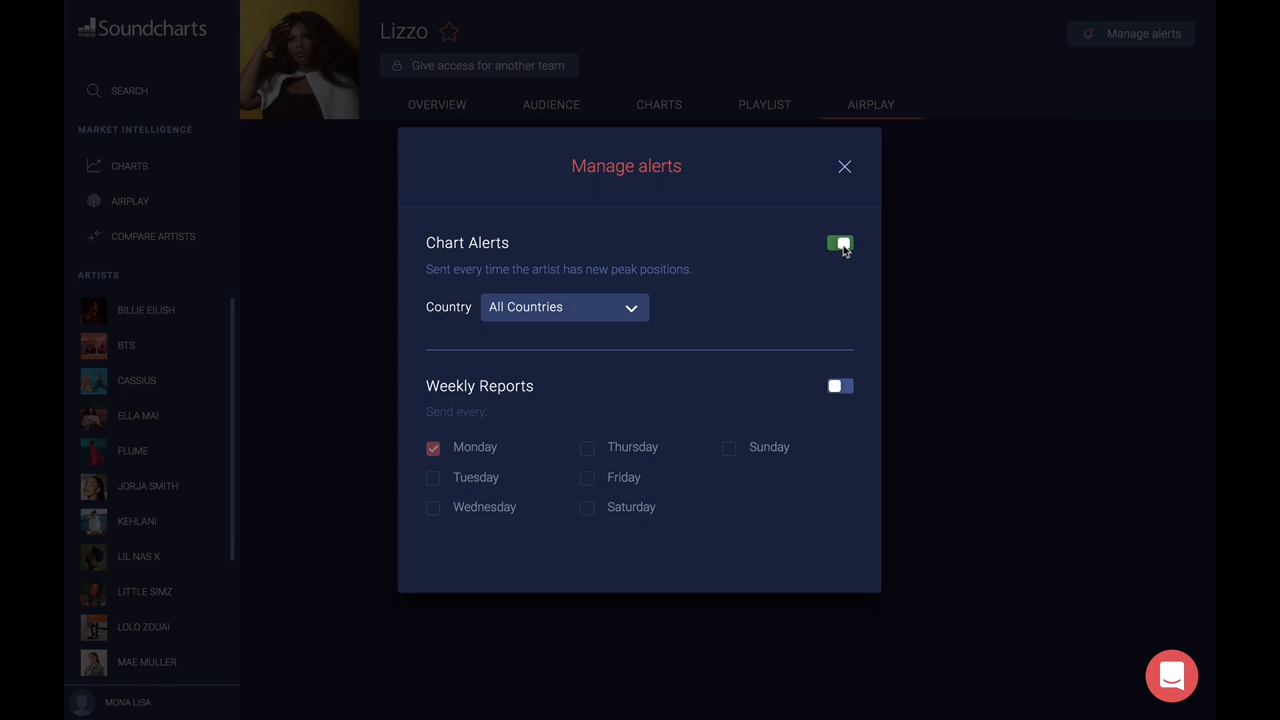 Soundcharts
SEARCH
MARKET INTELLIGENCE
CHARTS
AIRPLAY
COMPARE ARTISTS
ARTISTS
BILLIE EILISH
BTS
CASSIUS
ELLA MAI
FLUME
JORJA SMITH
KEHLANI
LIL NAS X
LITTLE SIMZ
LOLO ZOUAI
MAE MULLER
MONA LISA
Lizzo
Manage alerts
Give access for another team
OVERVIEW
AUDIENCE
CHARTS
PLAYLIST
AIRPLAY
Manage alerts
Chart Alerts
Sent every time the artist has new peak positions.
Country All Countries
Weekly Reports
Send every:
Monday Thursday Sunday
Tuesday Friday
Wednesday Saturday